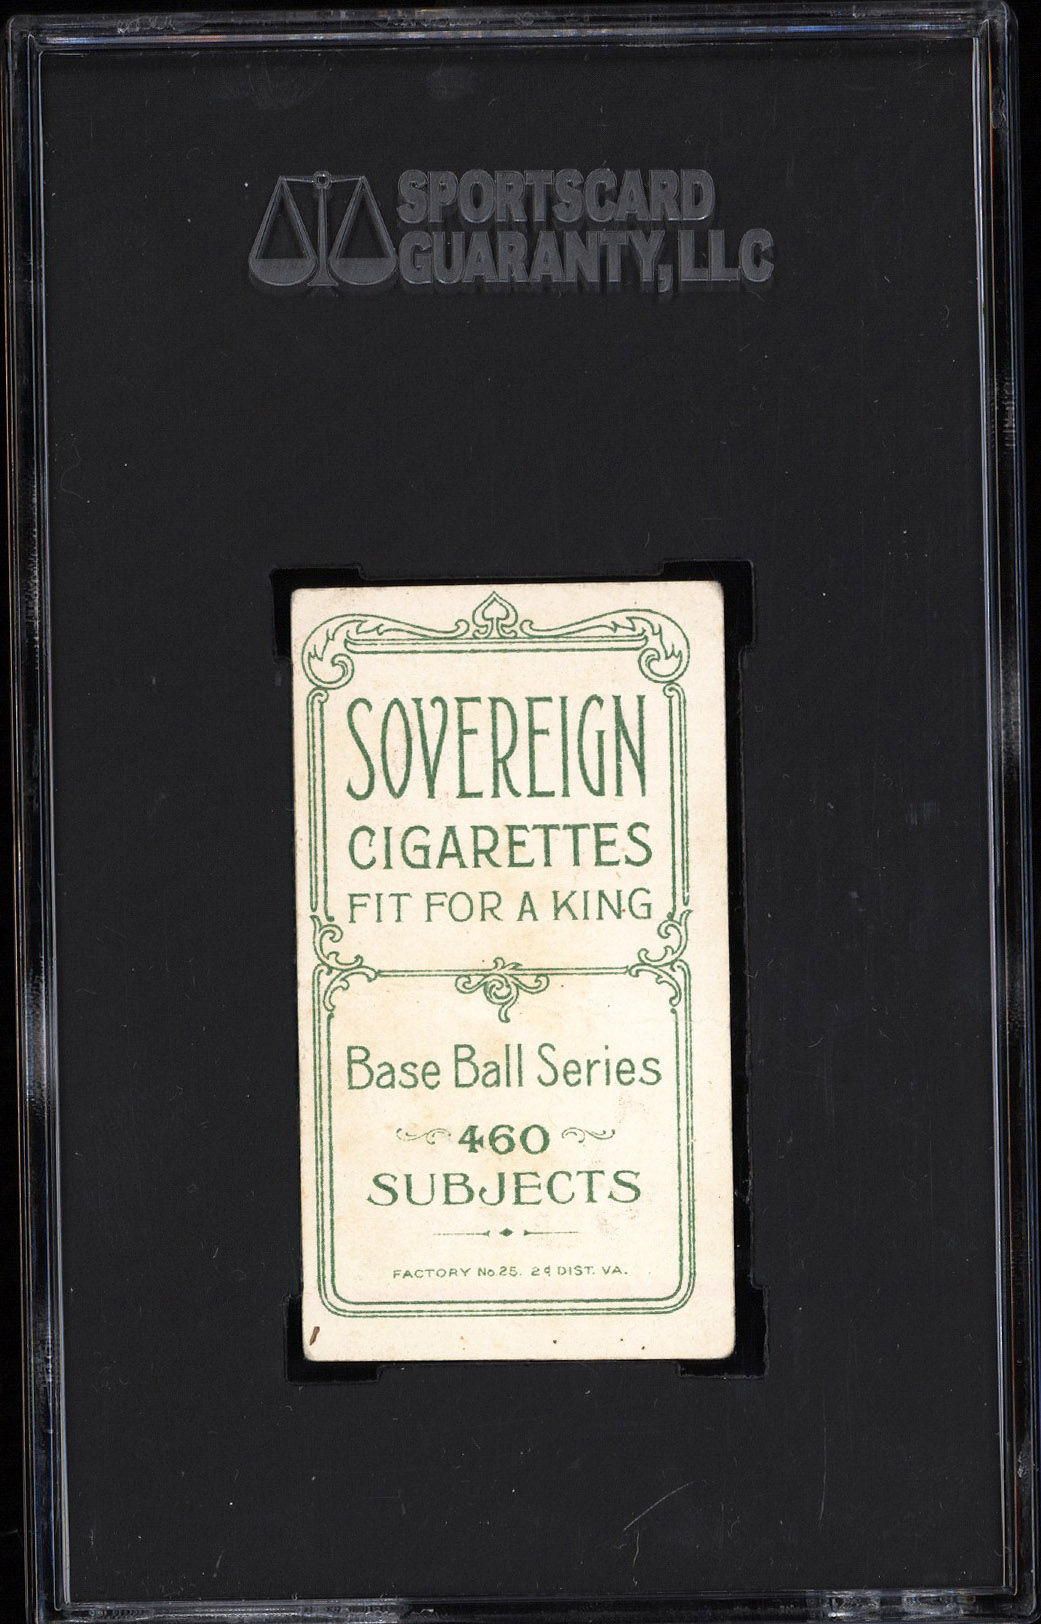 SPORTSCARD
GUARANTY, LLC
SOVEREIGN
CIGARETTES
FIT FOR A KING
Base Ball Series
460
SUBJECTS
FACTORY No. 25. 2d DIST. VA.